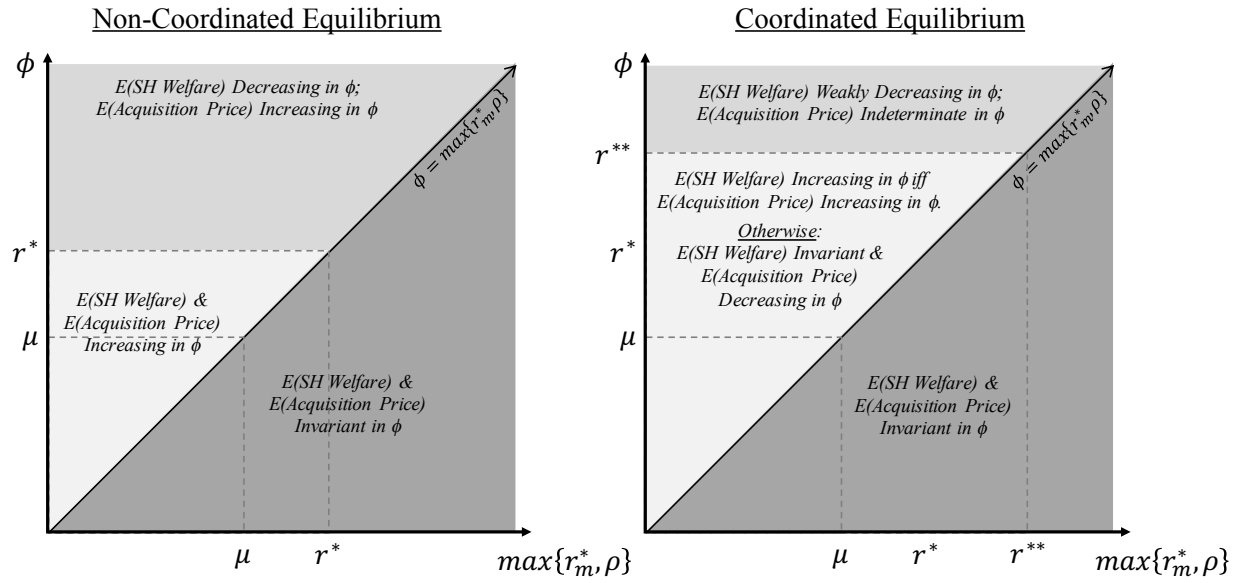 Non-Coordinated Equilibrium
ϕ
E(SH Welfare) Decreasing in ϕ;
E(Acquisition Price) Increasing in ϕ
ϕ = max{r*m, ρ}
r*
E(SH Welfare) &
E(Acquisition Price)
Increasing in ϕ
μ
E(SH Welfare) &
E(Acquisition Price)
Invariant in ϕ
μ
r*
max{r*m, ρ}
Coordinated Equilibrium
ϕ
E(SH Welfare) Weakly Decreasing in ϕ;
E(Acquisition Price) Indeterminate in ϕ
ϕ = max{r*m, ρ}
r**
E(SH Welfare) Increasing in ϕ iff
E(Acquisition Price) Increasing in ϕ.
Otherwise:
r*
E(SH Welfare) Invariant &
E(Acquisition Price)
Decreasing in ϕ
μ
E(SH Welfare) &
E(Acquisition Price)
Invariant in ϕ
μ
r*
r**
max{r*m, ρ}